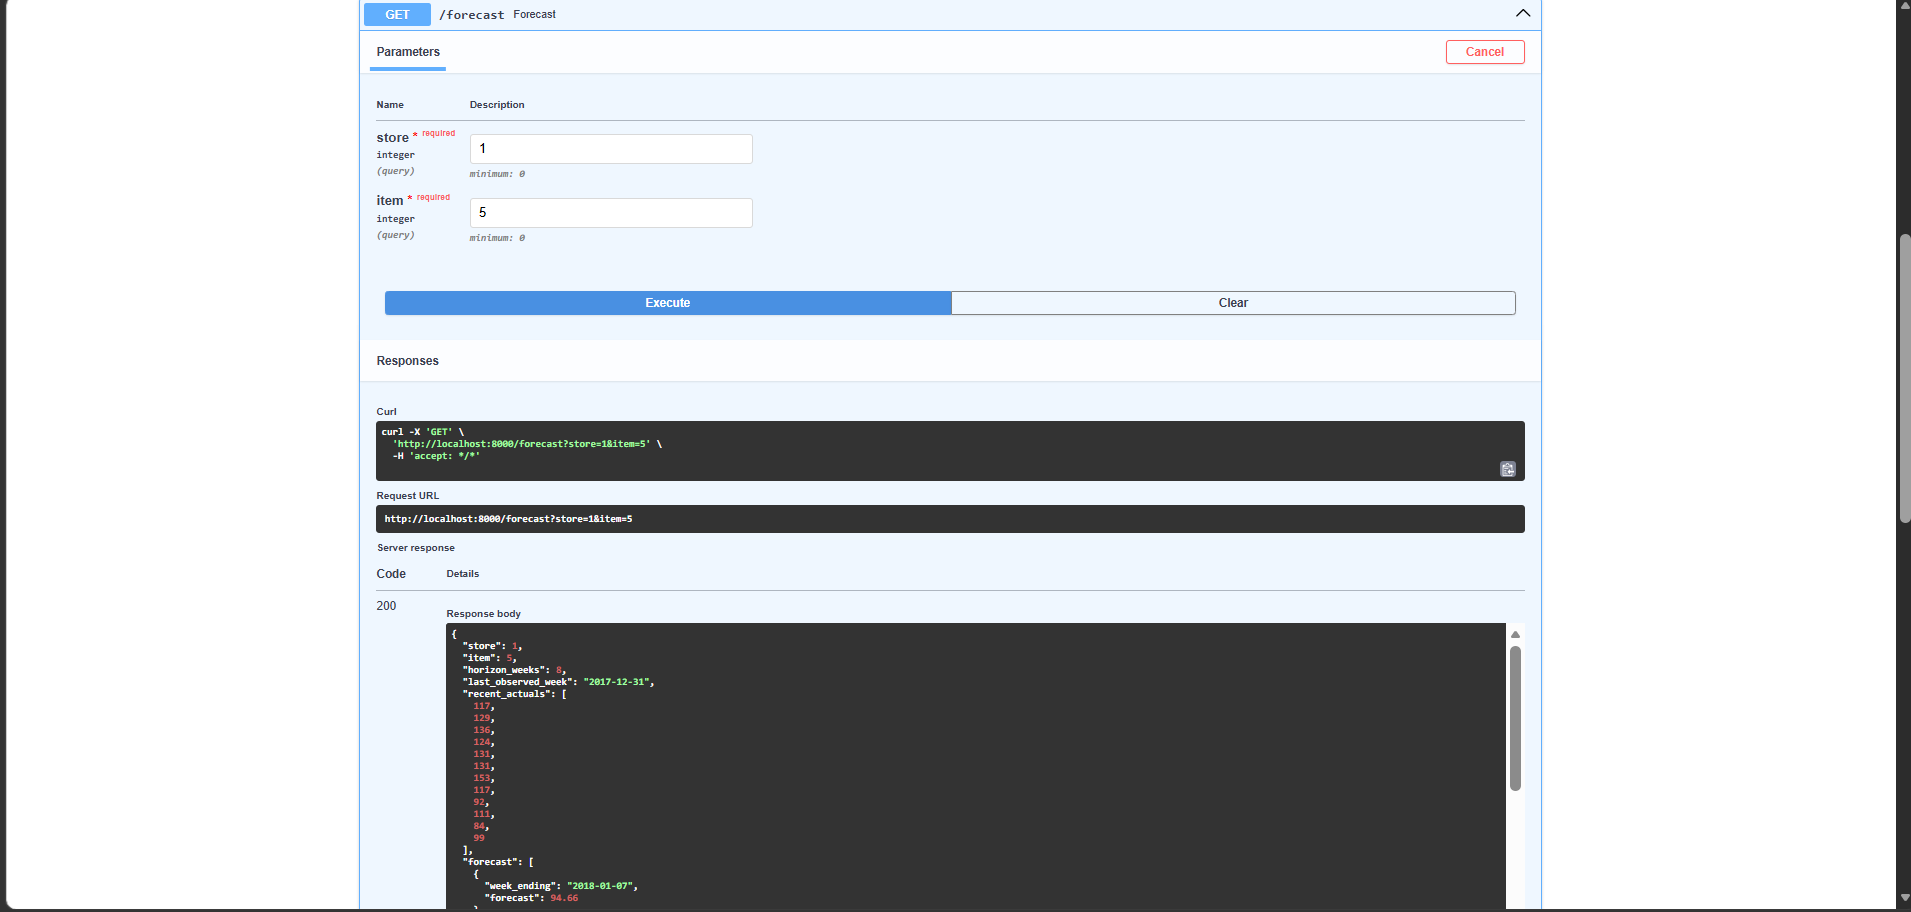 GET /forecast Forecast
Parameters
Cancel
Name Description
store * required
integer
(query)
1
minimum: 0
item * required
integer
(query)
5
minimum: 0
Execute
Clear
Responses
Curl
curl -X 'GET' \
  'http://localhost:8000/forecast?store=1&item=5' \
  -H 'accept: */*'
Request URL
http://localhost:8000/forecast?store=1&item=5
Server response
Code Details
200
Response body
{
  "store": 1,
  "item": 5,
  "horizon_weeks": 8,
  "last_observed_week": "2017-12-31",
  "recent_actuals": [
    117,
    129,
    136,
    124,
    131,
    131,
    153,
    117,
    92,
    111,
    84,
    99
  ],
  "forecast": [
    {
      "week_ending": "2018-01-07",
      "forecast": 94.66